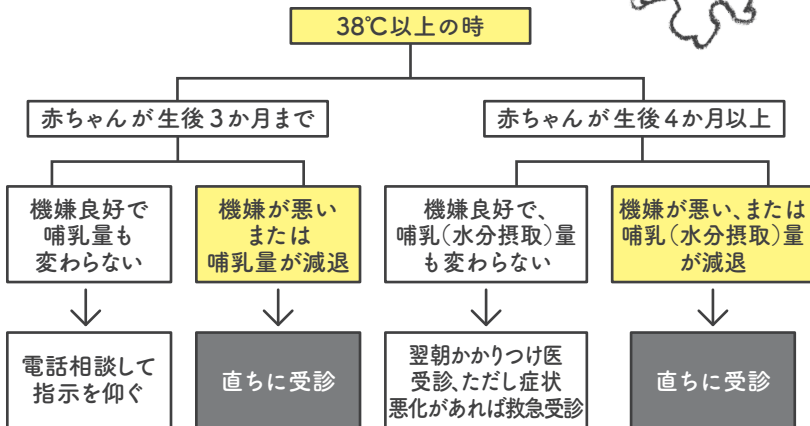 38℃以上の時
赤ちゃんが生後3か月まで
赤ちゃんが生後4か月以上
機嫌良好で
哺乳量も
変わらない
機嫌が悪い
または
哺乳量が減退
機嫌良好で、
哺乳(水分摂取)量
も変わらない
機嫌が悪い、または
哺乳(水分摂取)量
が減退
電話相談して
指示を仰ぐ
直ちに受診
翌朝かかりつけ医
受診、ただし症状
悪化があれば救急受診
直ちに受診